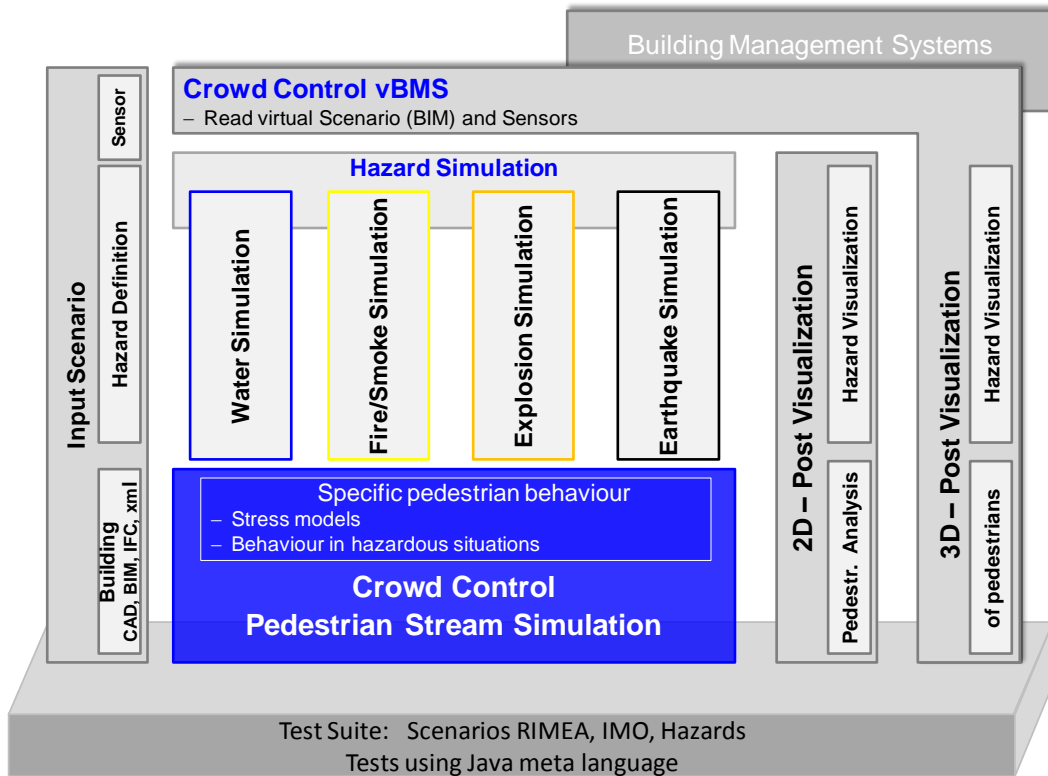 Building Management Systems
Crowd Control vBMS
– Read virtual Scenario (BIM) and Sensors
Input Scenario
Sensor
Hazard Definition
Building
CAD, BIM, IFC, xml
Hazard Simulation
Water Simulation
Fire/Smoke Simulation
Explosion Simulation
Earthquake Simulation
Specific pedestrian behaviour
– Stress models
– Behaviour in hazardous situations
Crowd Control
Pedestrian Stream Simulation
2D – Post Visualization
Hazard Visualization
Pedestr. Analysis
3D – Post Visualization
Hazard Visualization
of pedestrians
Test Suite: Scenarios RIMEA, IMO, Hazards
Tests using Java meta language